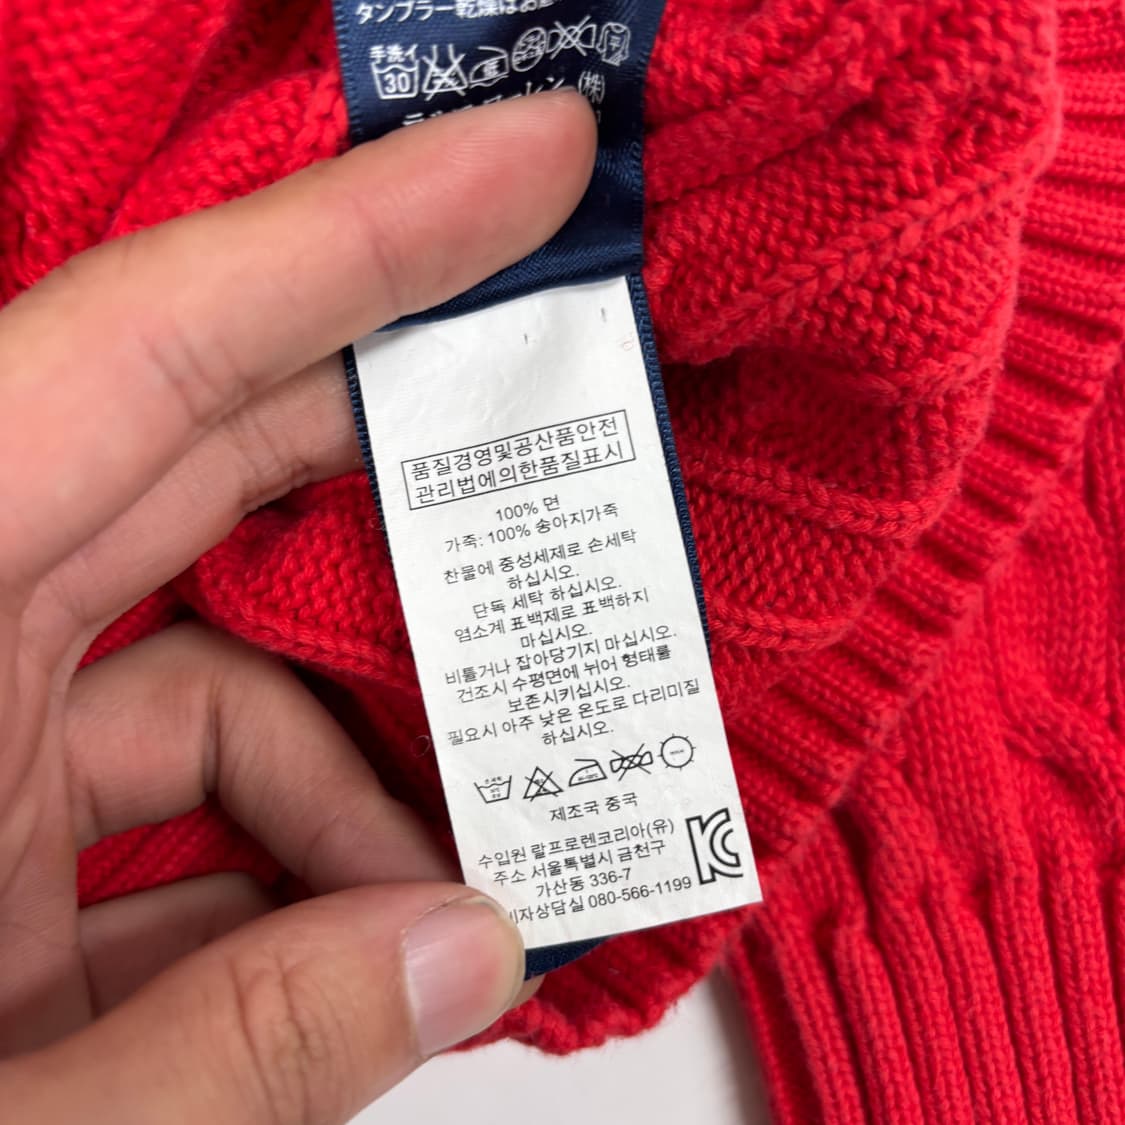 タンブラー乾燥はお
手洗イ
30
(株)
품질경영및공산품안전
관리법에의한품질표시
100% 면
가죽: 100% 송아지가죽
찬물에 중성세제로 손세탁
하십시오.
단독 세탁 하십시오.
염소계 표백제로 표백하지
마십시오.
비틀거나 잡아당기지 마십시오.
건조시 수평면에 뉘어 형태를
보존시키십시오.
필요시 아주 낮은 온도로 다리미질
하십시오.
제조국 중국
수입원 랄프로렌코리아(유)
주소 서울특별시 금천구
가산동 336-7
비자상담실 080-566-1199